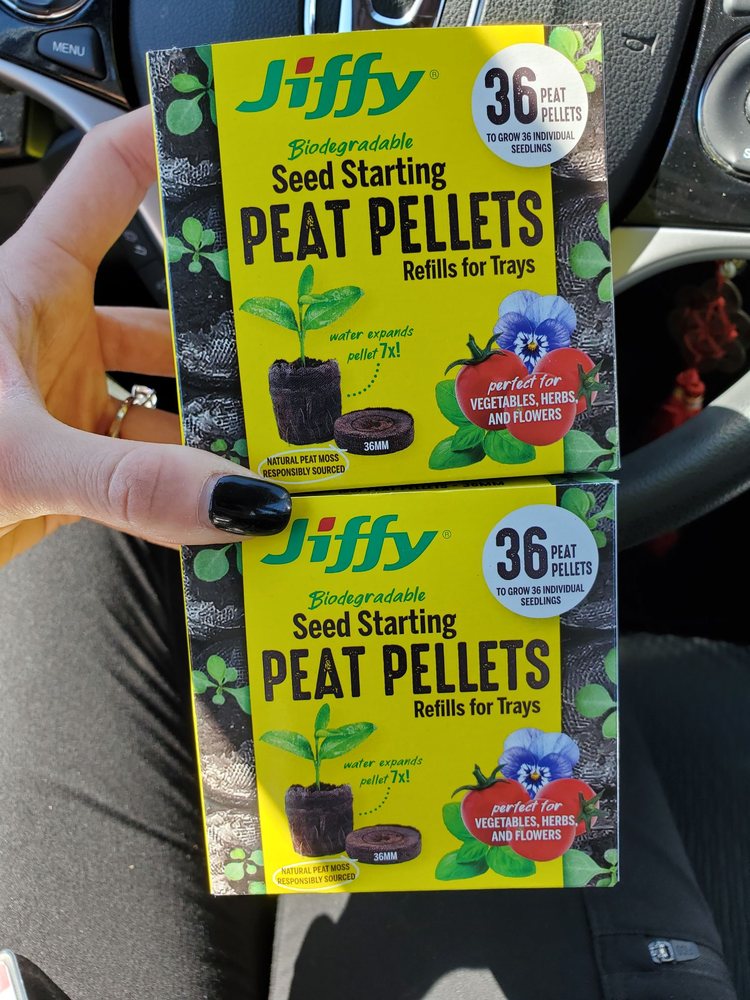 MENU
Jiffy®
36 PEAT
PELLETS
TO GROW 36 INDIVIDUAL
SEEDLINGS
Biodegradable
Seed Starting
PEAT PELLETS
Refills for Trays
water expands
pellet 7x!
36MM
perfect for
VEGETABLES, HERBS,
AND FLOWERS
NATURAL PEAT MOSS
RESPONSIBLY SOURCED
Jiffy®
36 PEAT
PELLETS
TO GROW 36 INDIVIDUAL
SEEDLINGS
Biodegradable
Seed Starting
PEAT PELLETS
Refills for Trays
water expands
pellet 7x!
36MM
perfect for
VEGETABLES, HERBS,
AND FLOWERS
NATURAL PEAT MOSS
RESPONSIBLY SOURCED